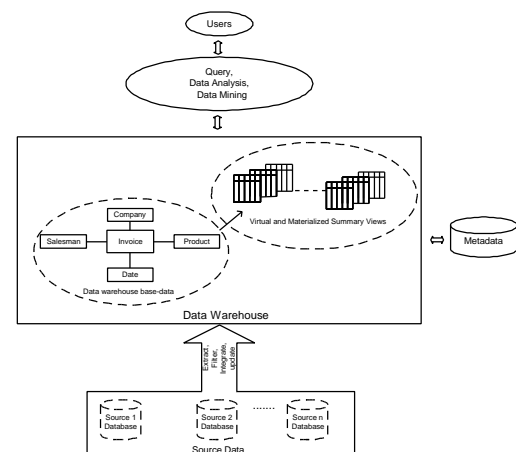 Users
Query,
Data Analysis,
Data Mining
Virtual and Materialized Summary Views
Company
Salesman
Invoice
Product
Date
Data warehouse base-data
Metadata
Data Warehouse
Extract,
Filter,
Integrate,
update
Source 1
Database
Source 2
Database
.......
Source n
Database
Source Data